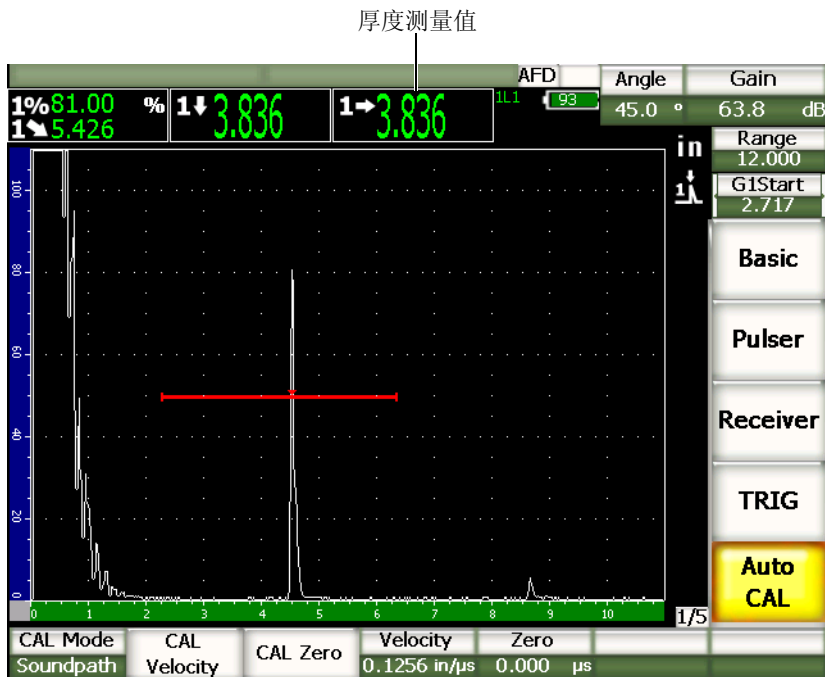 厚度测量值
AFD
Angle
Gain
1%81.00 %
1↘5.426
1↓3.836
1→3.836
1L1
93
45.0 °
63.8 dB
in
Range
12.000
G1Start
2.717
1
100
80
60
40
20
0
0 1 2 3 4 5 6 7 8 9 10
Basic
Pulser
Receiver
TRIG
Auto
CAL
1/5
CAL Mode
Soundpath
CAL
Velocity
CAL Zero
Velocity
0.1256 in/µs
Zero
0.000 µs